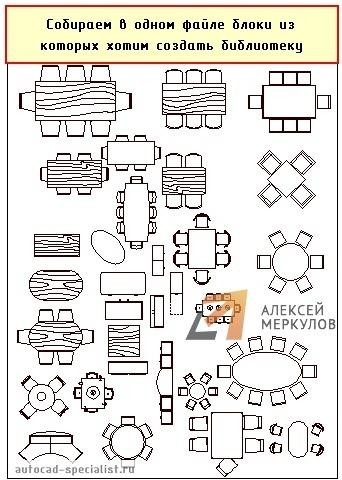 Собираем в одном файле блоки из
которых хотим создать библиотеку
АЛЕКСЕЙ
МЕРКУЛОВ
autocad-specialist.ru